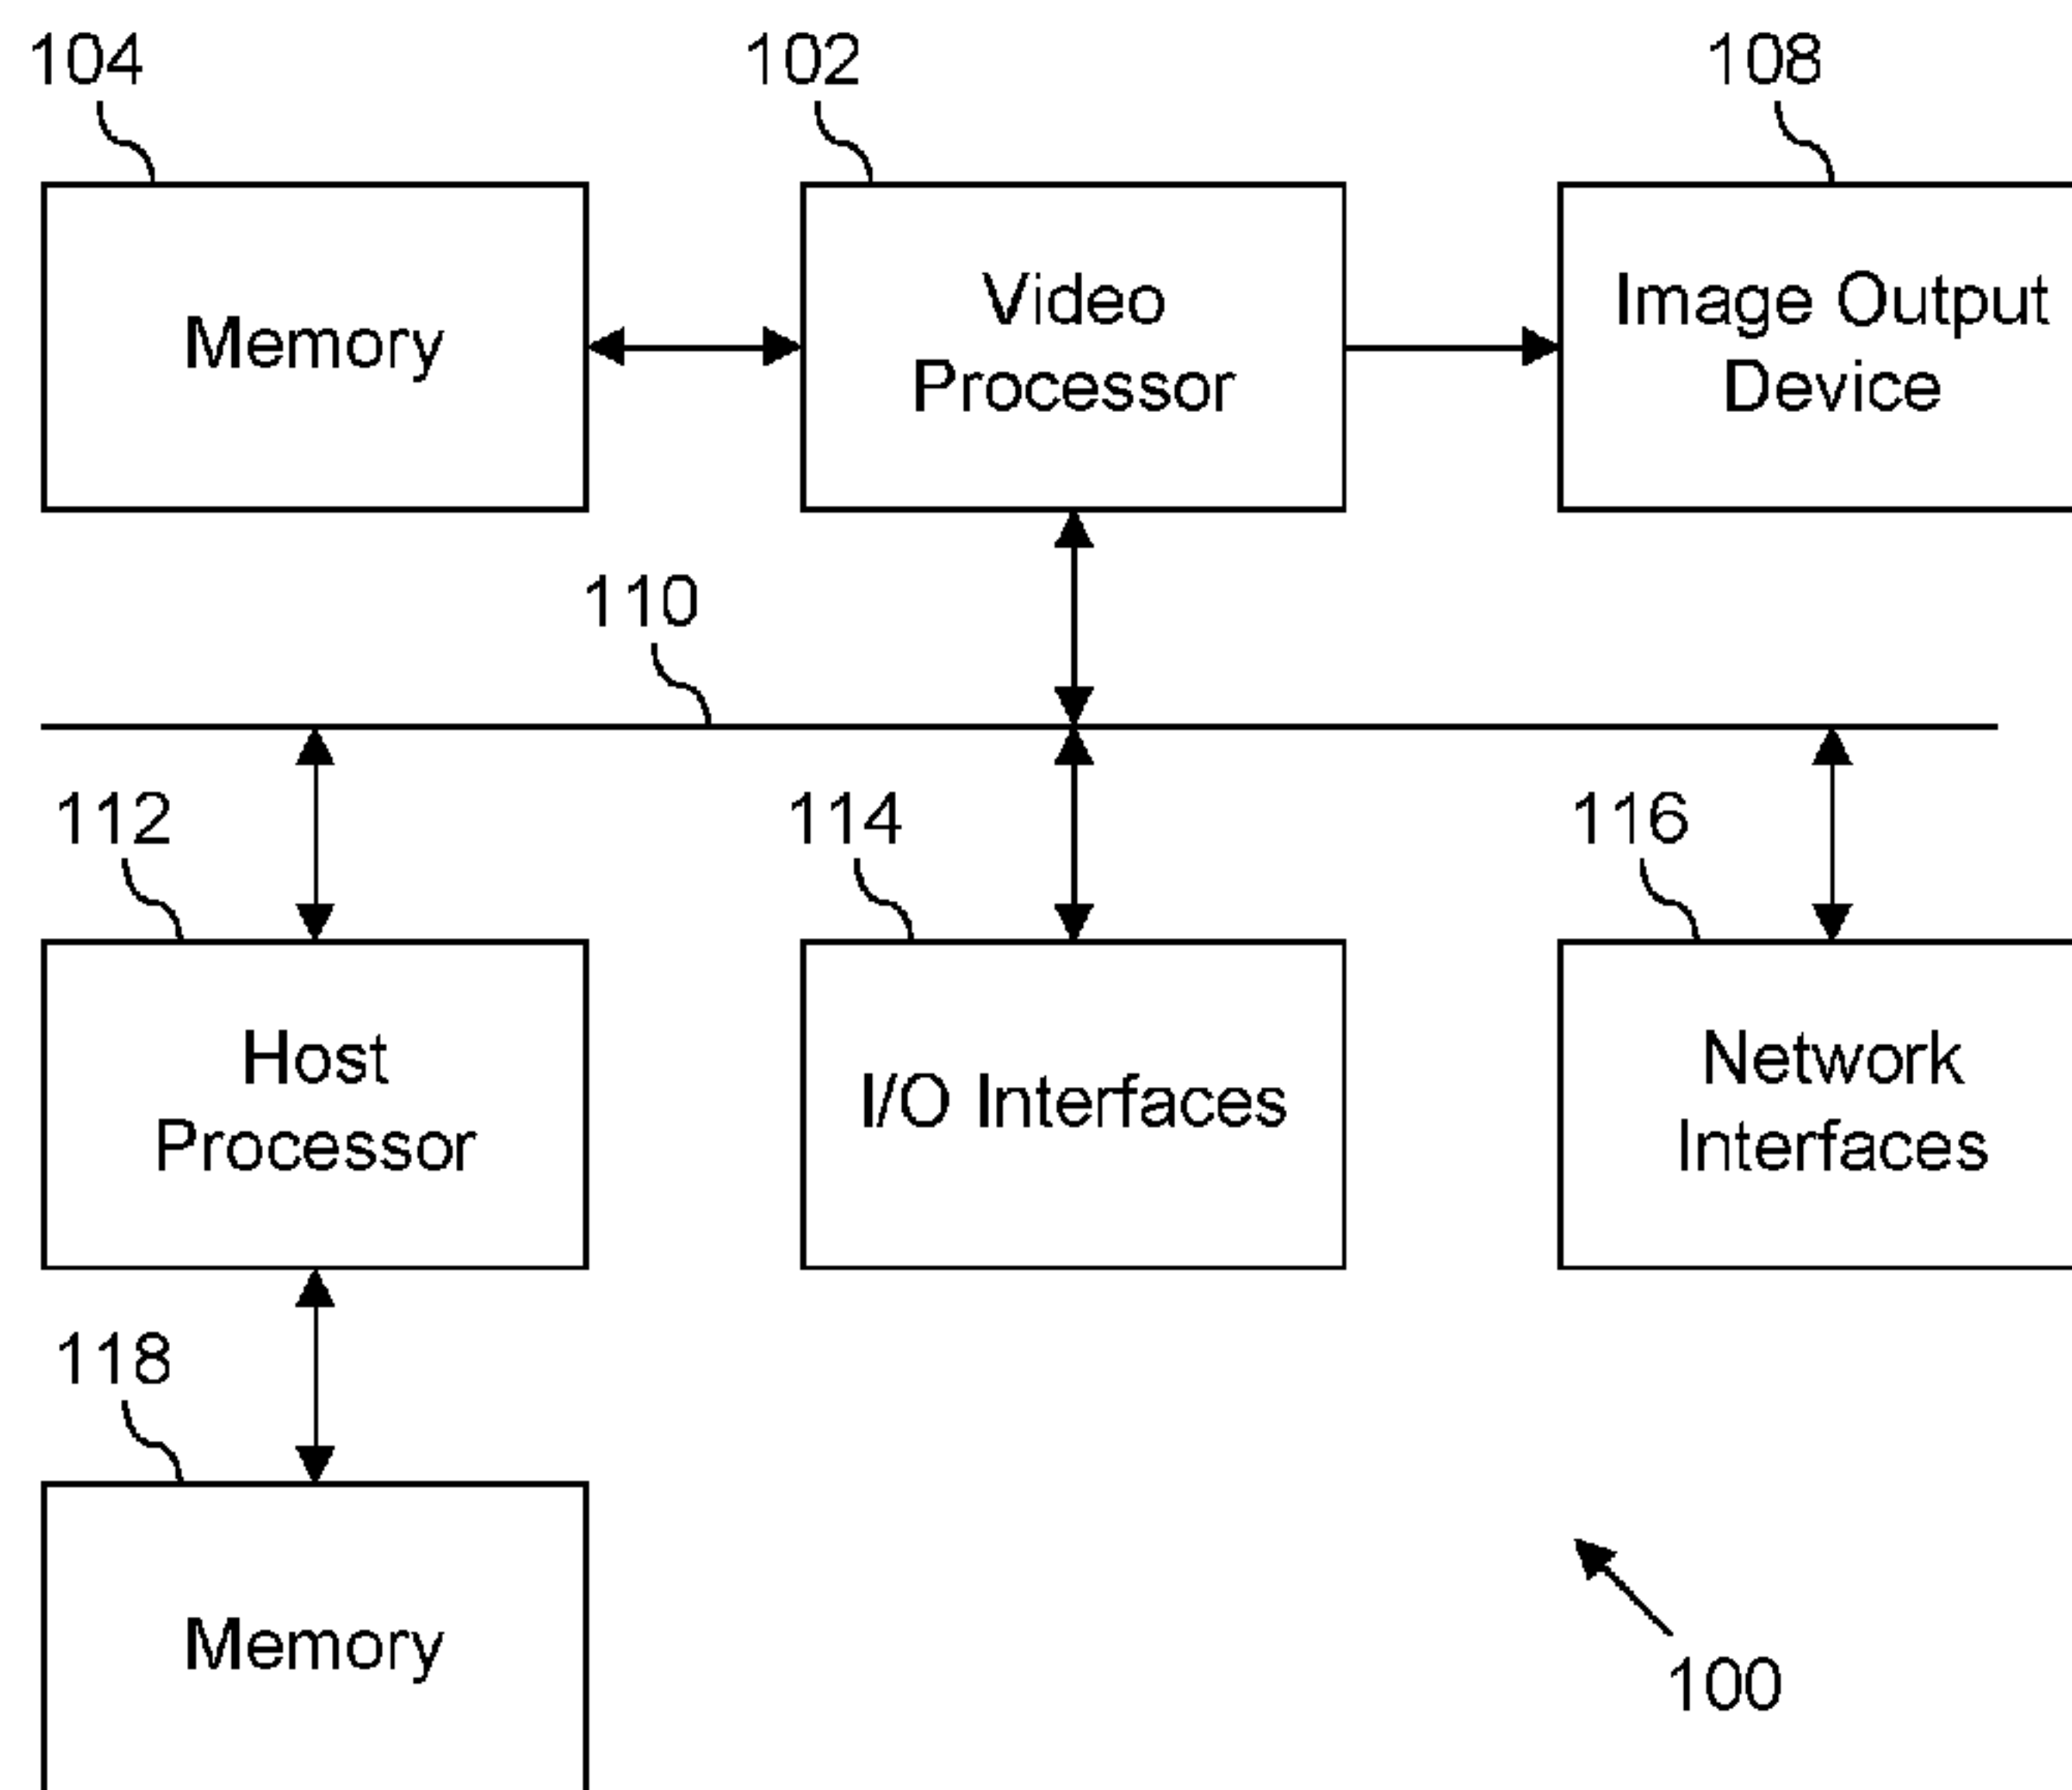 104
102
108
Memory
Video
Processor
Image Output
Device
110
112
114
116
Host
Processor
I/O Interfaces
Network
Interfaces
118
Memory
100